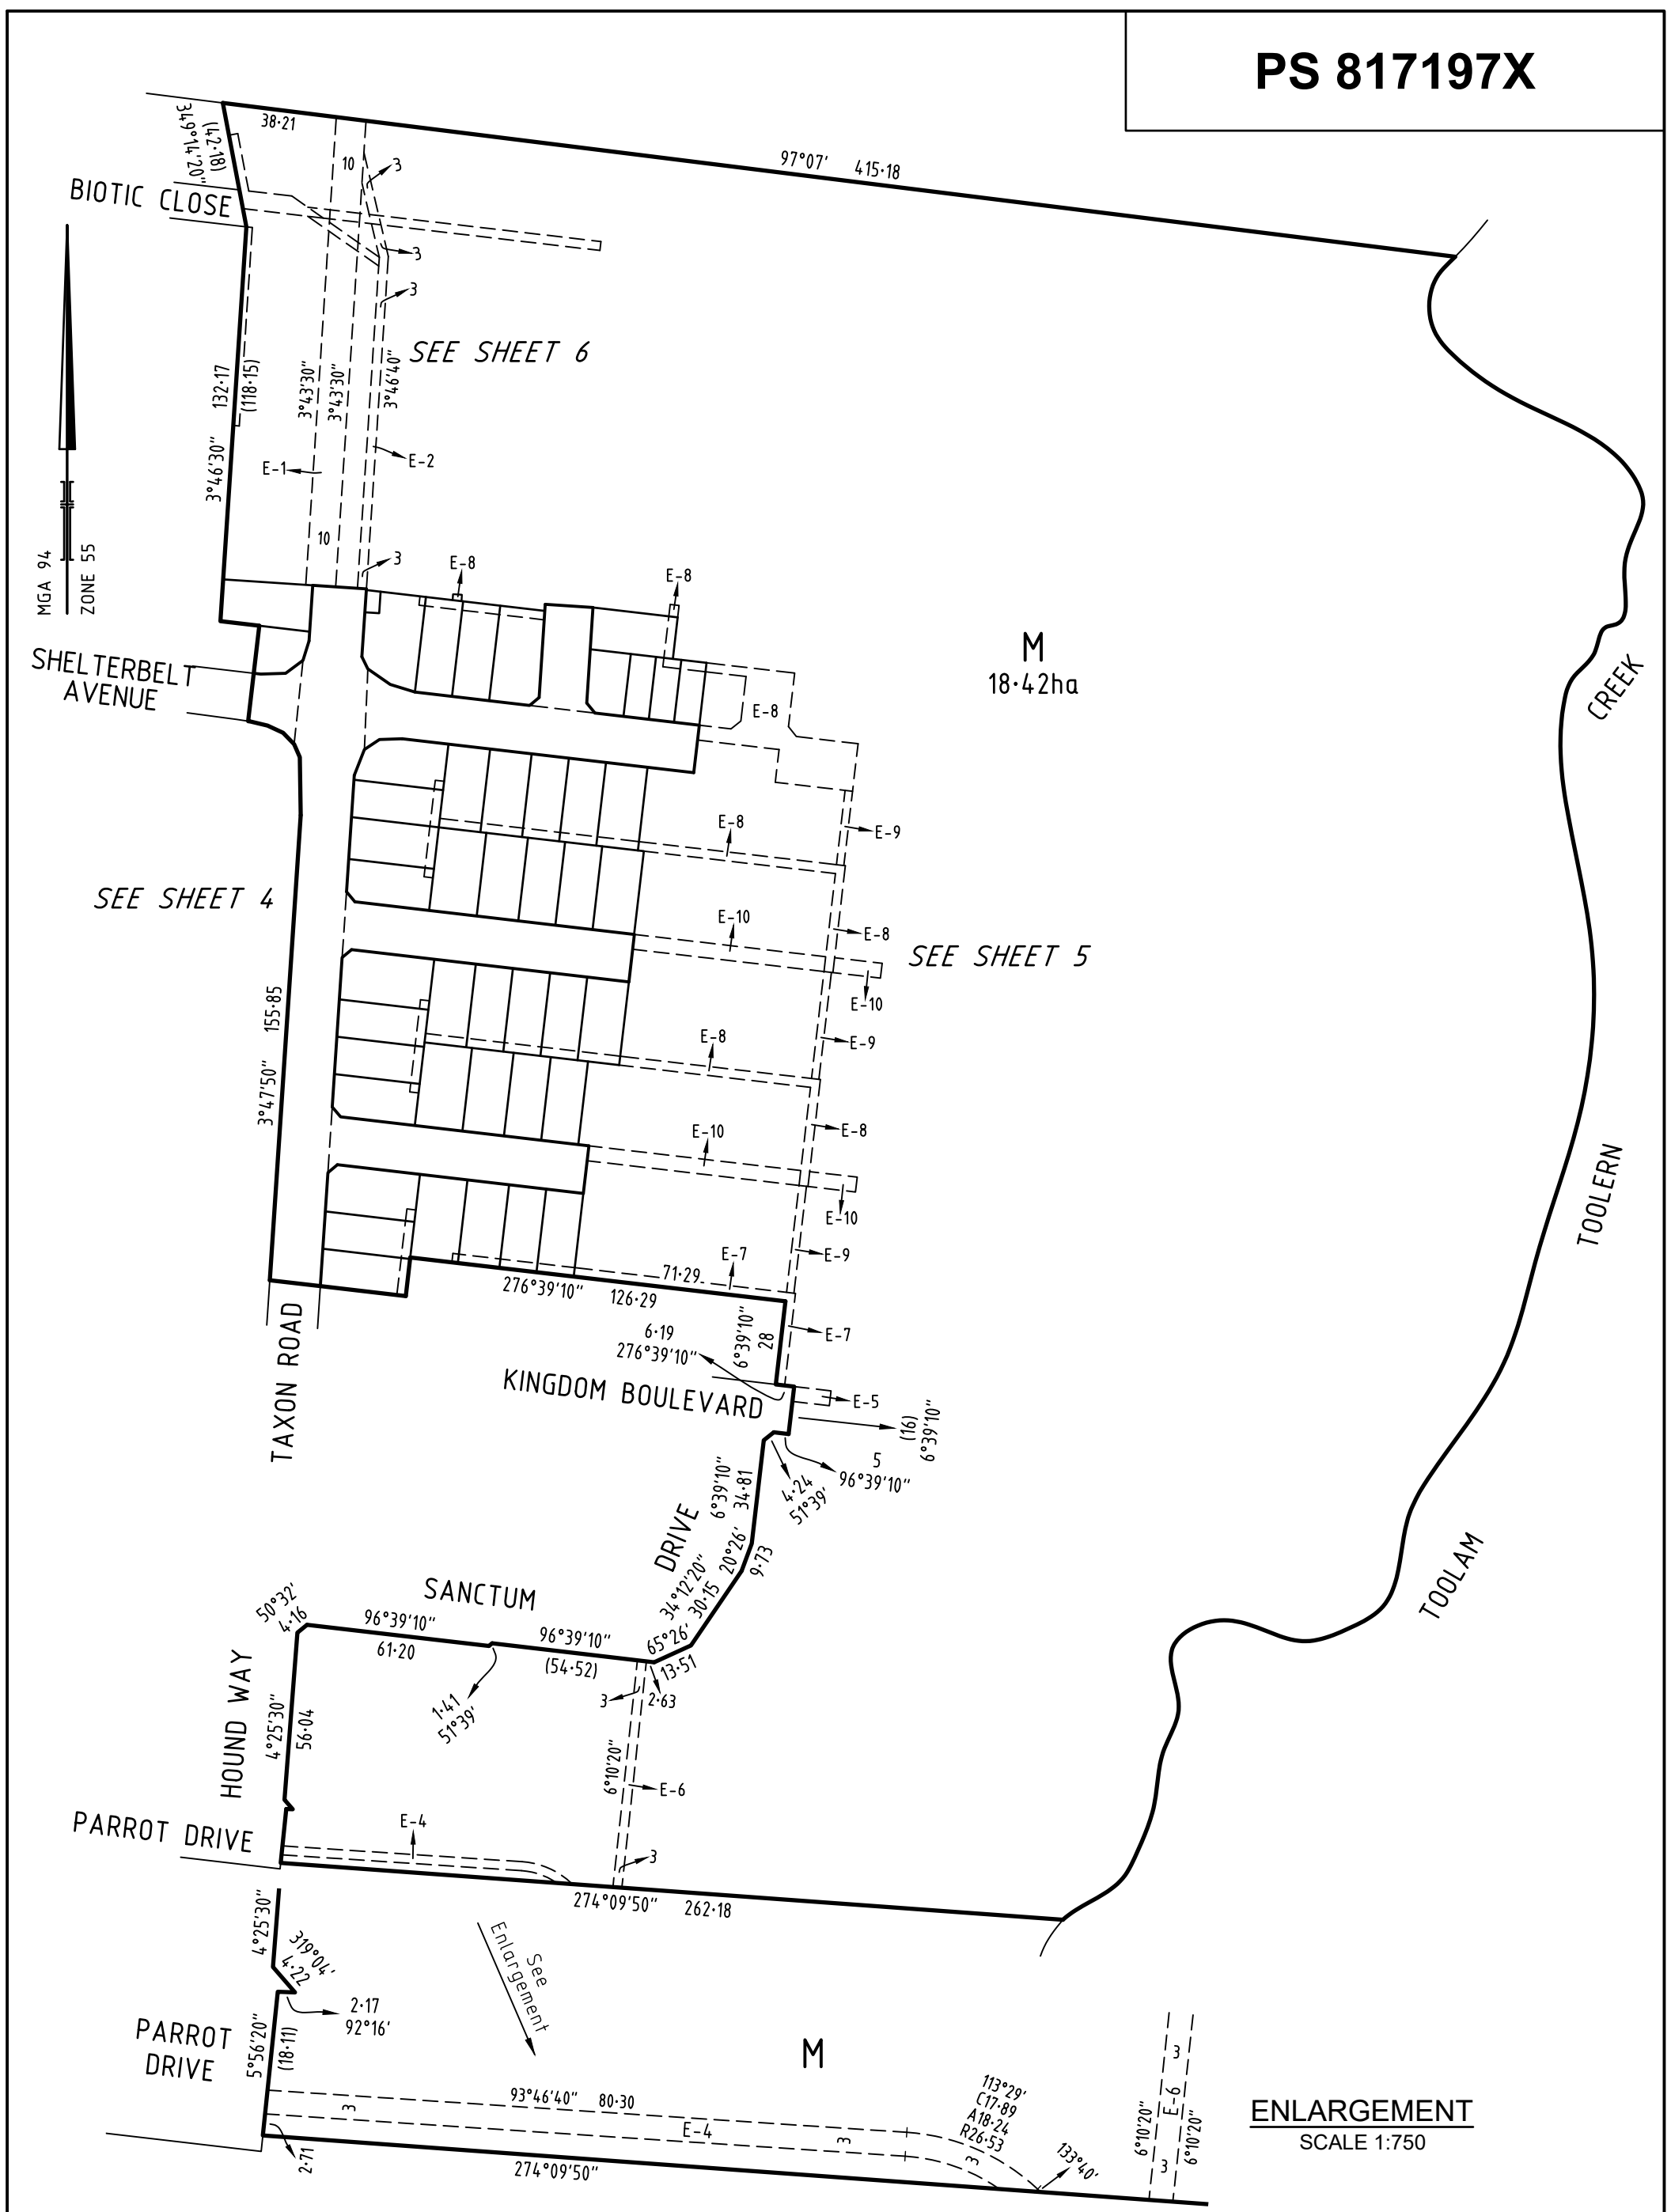 PS 817197X
38·21
349°14'20"
(42·18)
97°07' 415·18
10
3
BIOTIC CLOSE
3
3
SEE SHEET 6
132·17
(118·15)
3°46'30"
3°43'30"
3°43'30"
3°46'40"
E-1
E-2
10
3
MGA 94
ZONE 55
E-8
E-8
SHELTERBELT
AVENUE
M
18·42ha
E-8
CREEK
E-8
E-9
SEE SHEET 4
E-10
E-8
SEE SHEET 5
E-10
155·85
3°47'50"
E-8
E-9
E-10
E-8
E-10
TOOLERN
E-7
E-9
71·29
276°39'10" 126·29
6°39'10"
28
E-7
6·19
276°39'10"
TAXON ROAD
KINGDOM BOULEVARD
E-5
(16)
6°39'10"
5
96°39'10"
4·24
51°39'
6°39'10"
34·81
DRIVE
20°26'
9·73
34°12'20"
30·15
TOOLAM
SANCTUM
50°32'
4·16
96°39'10"
61·20
96°39'10"
(54·52)
65°26'
13·51
3
2·63
1·41
51°39'
HOUND WAY
4°25'30"
56·04
6°10'20"
E-6
PARROT DRIVE
E-4
3
274°09'50" 262·18
4°25'30"
319°04'
4·22
See
Enlargement
2·17
92°16'
PARROT
DRIVE
5°56'20"
(18·11)
M
3
E-6
3
6°10'20"
6°10'20"
ENLARGEMENT
SCALE 1:750
93°46'40" 80·30
3
E-4
3
113°29'
C17·89
A18·24
R26·53
3
133°40'
2·71
274°09'50"